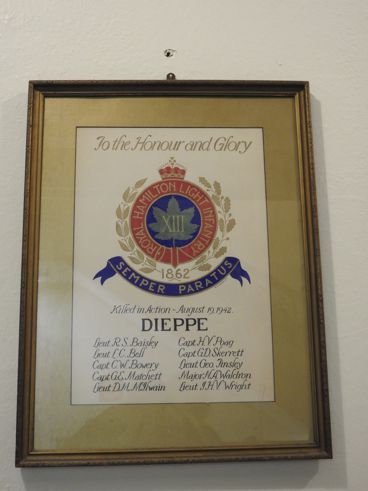 To the Honour and Glory
ROYAL HAMILTON LIGHT INFANTRY
XIII
1862
SEMPER PARATUS
Killed in Action - August 19, 1942.
DIEPPE
Lieut R. S. Baisley Capt H. Y. Poag
Lieut L. C. Bell Capt G. D. Skerrett
Capt C. W. Bowery Lieut Geo. Tinsley
Capt G. E. Matchett Major H. A. Waldron
Lieut D. M. McIlwain Lieut J. H. Y. Wright